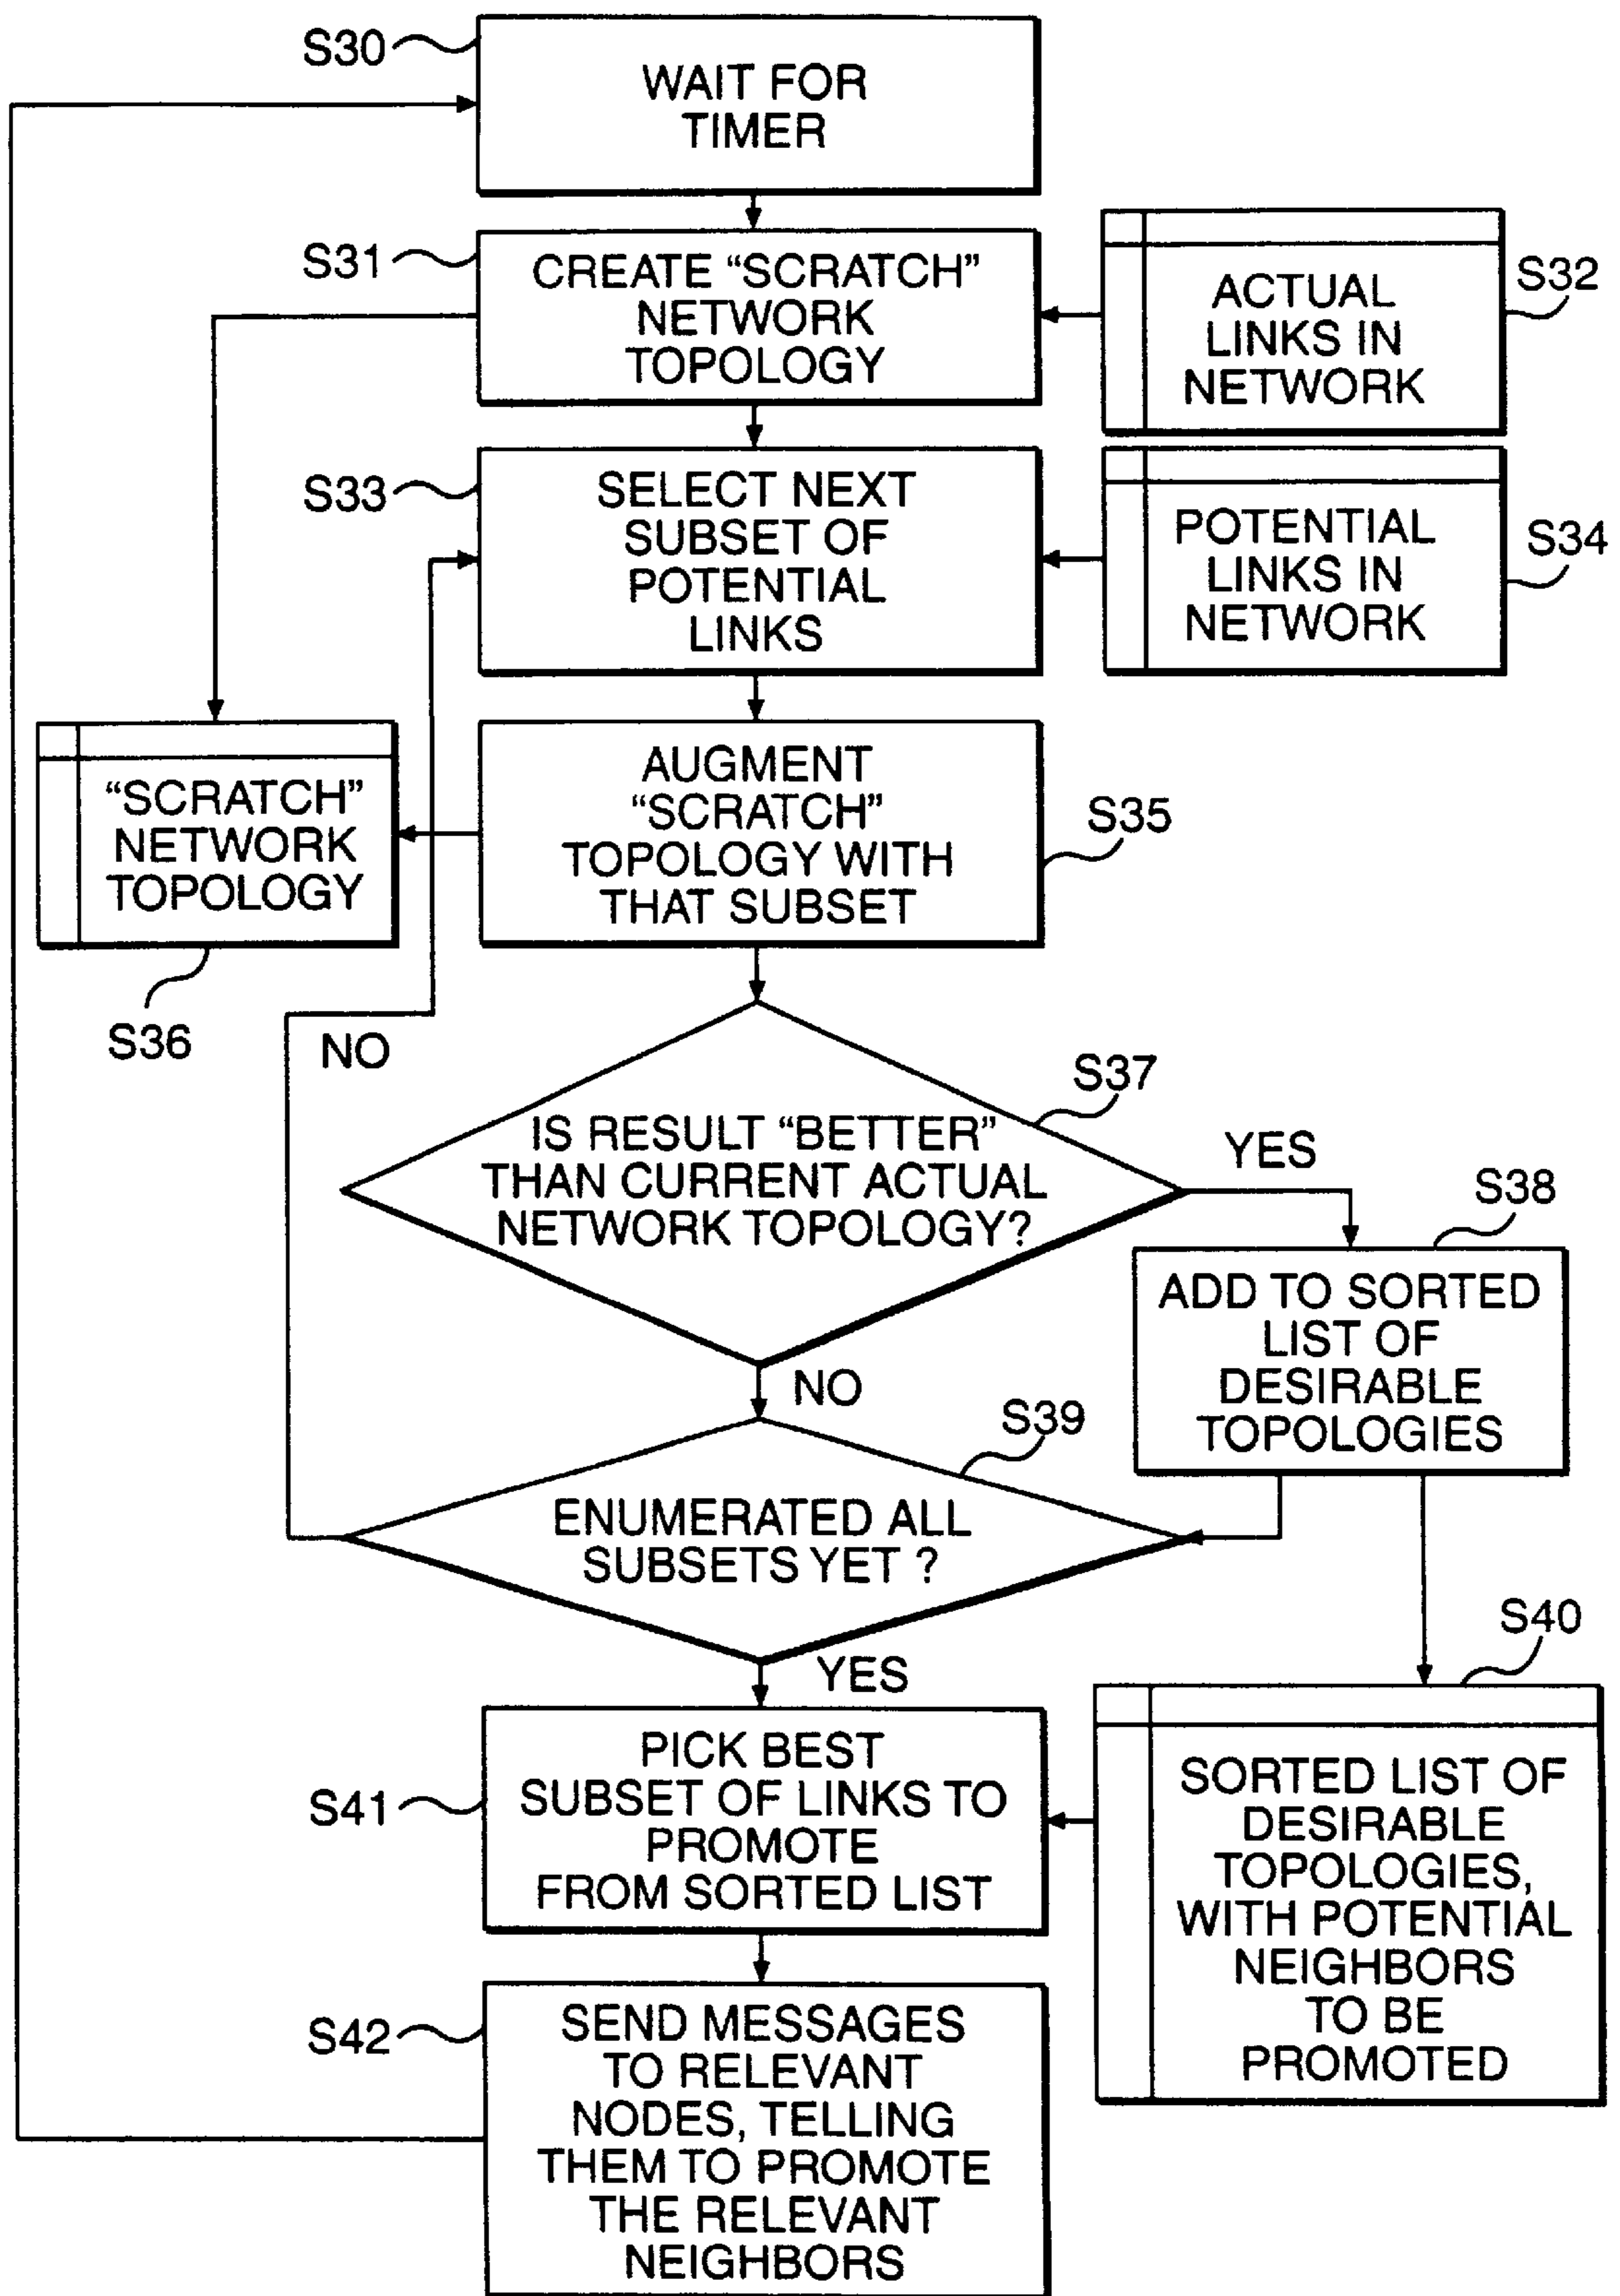 S30
WAIT FOR
TIMER
S31
CREATE “SCRATCH”
NETWORK
TOPOLOGY
S32
ACTUAL
LINKS IN
NETWORK
S33
SELECT NEXT
SUBSET OF
POTENTIAL
LINKS
S34
POTENTIAL
LINKS IN
NETWORK
“SCRATCH”
NETWORK
TOPOLOGY
S36
AUGMENT
“SCRATCH”
TOPOLOGY WITH
THAT SUBSET
S35
NO
IS RESULT “BETTER”
THAN CURRENT ACTUAL
NETWORK TOPOLOGY?
S37
YES
S38
ADD TO SORTED
LIST OF
DESIRABLE
TOPOLOGIES
NO
S39
ENUMERATED ALL
SUBSETS YET ?
YES
S40
SORTED LIST OF
DESIRABLE
TOPOLOGIES,
WITH POTENTIAL
NEIGHBORS
TO BE
PROMOTED
S41
PICK BEST
SUBSET OF LINKS TO
PROMOTE
FROM SORTED LIST
S42
SEND MESSAGES
TO RELEVANT
NODES, TELLING
THEM TO PROMOTE
THE RELEVANT
NEIGHBORS